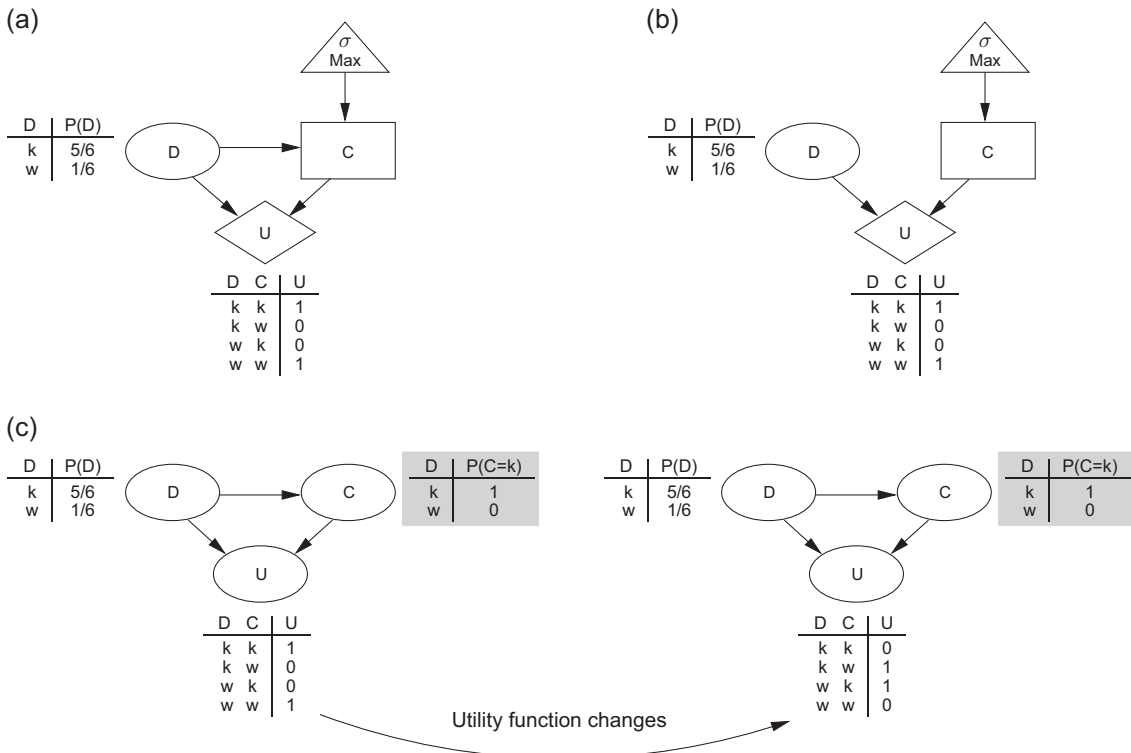 (a)
σ
Max
D P(D)
k 5/6
w 1/6
D
C
U
D C U
k k 1
k w 0
w k 0
w w 1
(b)
σ
Max
D P(D)
k 5/6
w 1/6
D
C
U
D C U
k k 1
k w 0
w k 0
w w 1
(c)
D P(D)
k 5/6
w 1/6
D
C
D P(C=k)
k 1
w 0
U
D C U
k k 1
k w 0
w k 0
w w 1
D P(D)
k 5/6
w 1/6
D
C
D P(C=k)
k 1
w 0
U
D C U
k k 0
k w 1
w k 1
w w 0
Utility function changes